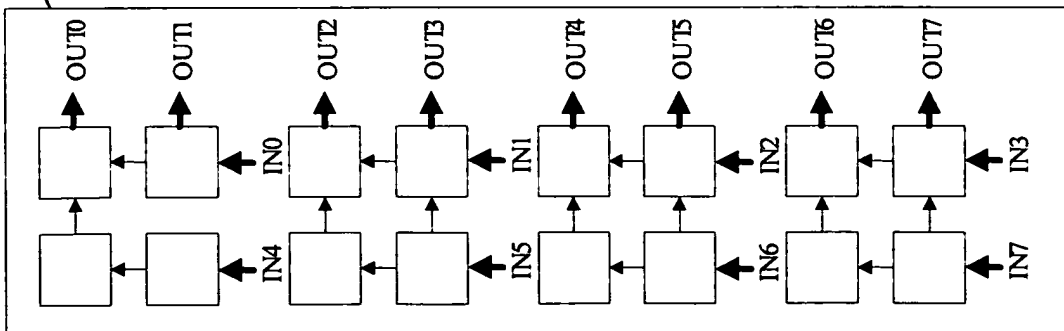 OUT0
OUT1
OUT2
OUT3
OUT4
OUT5
OUT6
OUT7
IN0
IN1
IN2
IN3
IN4
IN5
IN6
IN7